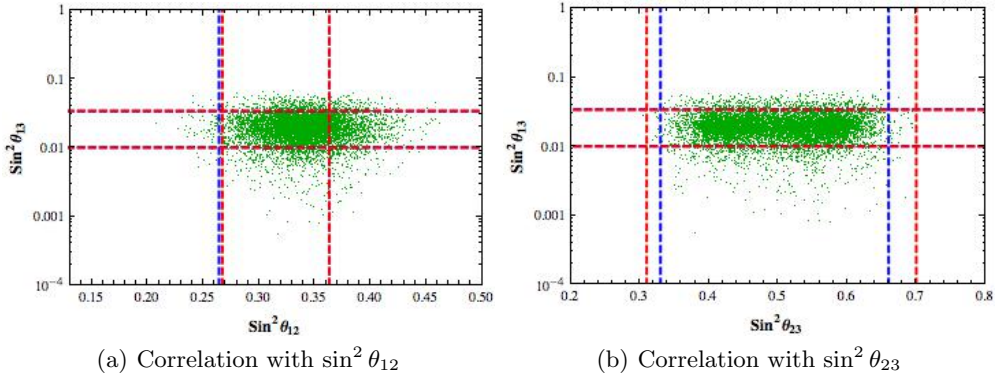 1
0.1
0.01
0.001
10⁻⁴
Sin² θ₁₃
0.15 0.20 0.25 0.30 0.35 0.40 0.45 0.50
Sin² θ₁₂
(a) Correlation with sin² θ₁₂
1
0.1
0.01
0.001
10⁻⁴
Sin² θ₁₃
0.2 0.3 0.4 0.5 0.6 0.7 0.8
Sin² θ₂₃
(b) Correlation with sin² θ₂₃